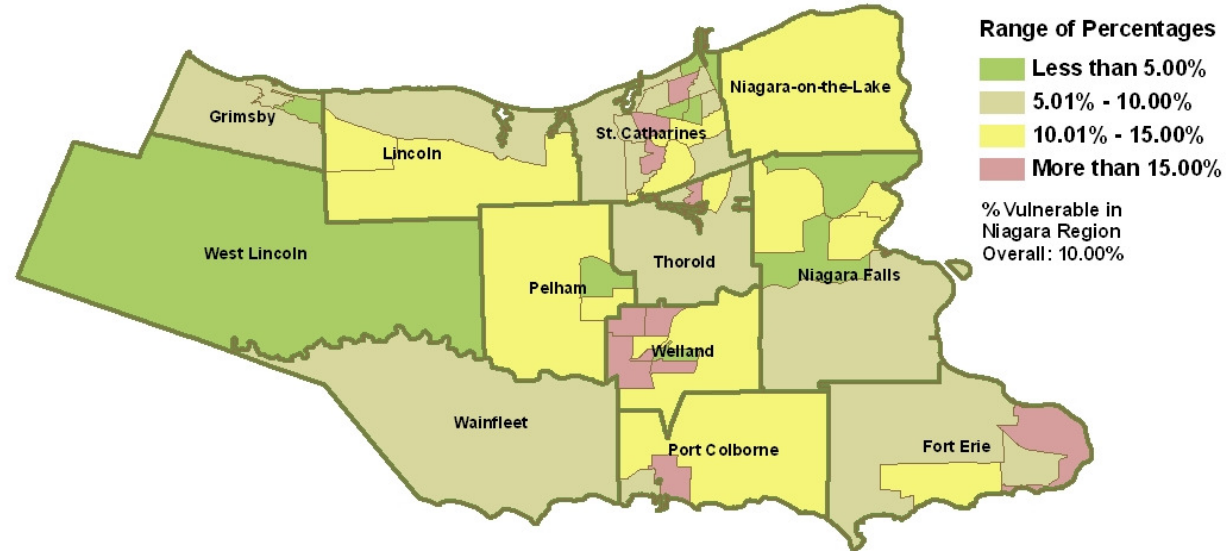 Range of Percentages
Less than 5.00%
5.01% - 10.00%
10.01% - 15.00%
More than 15.00%
% Vulnerable in
Niagara Region
Overall: 10.00%
Niagara-on-the-Lake
Grimsby
St. Catharines
Lincoln
West Lincoln
Thorold
Niagara Falls
Pelham
Welland
Wainfleet
Port Colborne
Fort Erie